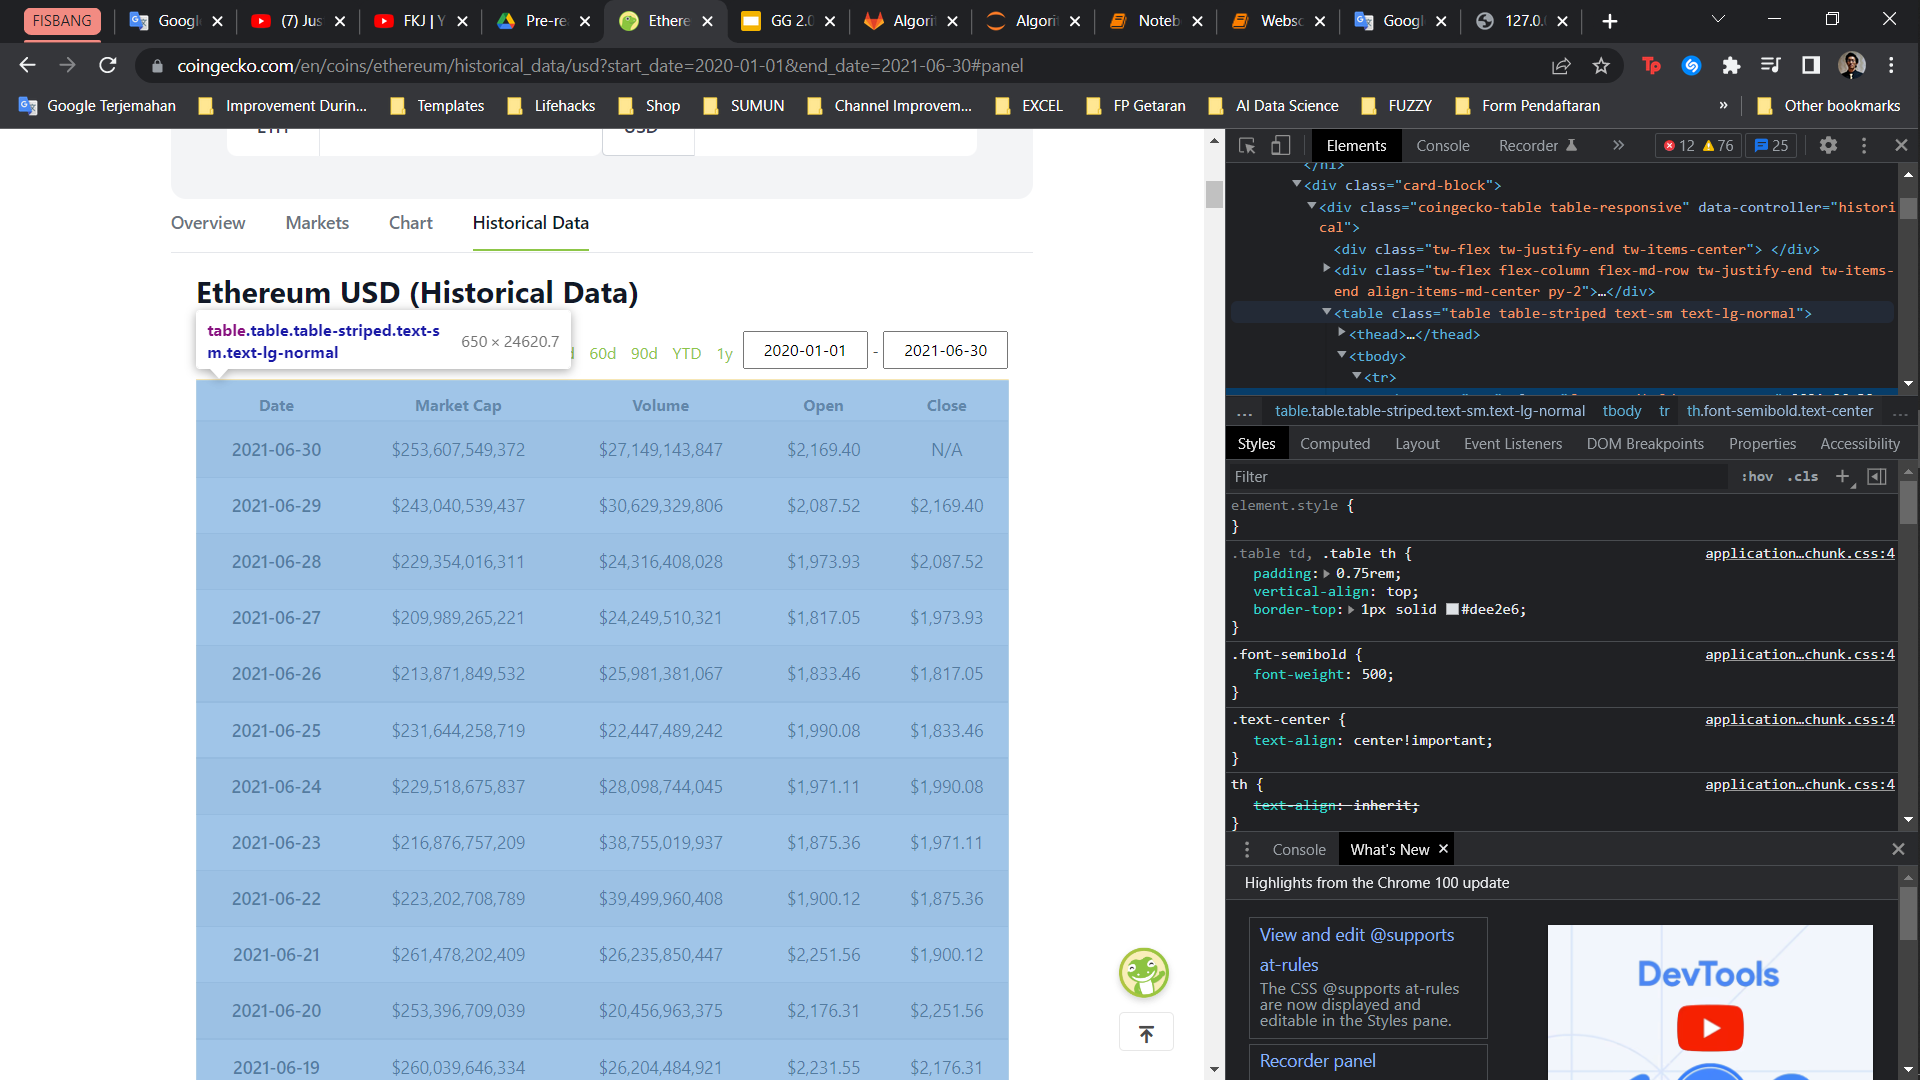 FISBANG
Google
(7) Jus
FKJ | Y
Pre-re
Ethere
GG 2.0
Algorit
Algorit
Noteb
Websc
Googl
127.0.
coingecko.com/en/coins/ethereum/historical_data/usd?start_date=2020-01-01&end_date=2021-06-30#panel
Google Terjemahan
Improvement Durin...
Templates
Lifehacks
Shop
SUMUN
Channel Improvem...
EXCEL
FP Getaran
AI Data Science
FUZZY
Form Pendaftaran
»
Other bookmarks
ETH
USD
Overview Markets Chart Historical Data
Ethereum USD (Historical Data)
table.table.table-striped.text-s
m.text-lg-normal
650 × 24620.7
60d 90d YTD 1y 2020-01-01 - 2021-06-30
Date Market Cap Volume Open Close
2021-06-30 $253,607,549,372 $27,149,143,847 $2,169.40 N/A
2021-06-29 $243,040,539,437 $30,629,329,806 $2,087.52 $2,169.40
2021-06-28 $229,354,016,311 $24,316,408,028 $1,973.93 $2,087.52
2021-06-27 $209,989,265,221 $24,249,510,321 $1,817.05 $1,973.93
2021-06-26 $213,871,849,532 $25,981,381,067 $1,833.46 $1,817.05
2021-06-25 $231,644,258,719 $22,447,489,242 $1,990.08 $1,833.46
2021-06-24 $229,518,675,837 $28,098,744,045 $1,971.11 $1,990.08
2021-06-23 $216,876,757,209 $38,755,019,937 $1,875.36 $1,971.11
2021-06-22 $223,202,708,789 $39,499,960,408 $1,900.12 $1,875.36
2021-06-21 $261,478,202,409 $26,235,850,447 $2,251.56 $1,900.12
2021-06-20 $253,396,709,039 $20,456,963,375 $2,176.31 $2,251.56
2021-06-19 $260,039,646,334 $26,204,484,921 $2,231.55 $2,176.31
Elements Console Recorder » 12 76 25
</h1>
<div class="card-block">
<div class="coingecko-table table-responsive" data-controller="histori
cal">
<div class="tw-flex tw-justify-end tw-items-center"> </div>
<div class="tw-flex flex-column flex-md-row tw-justify-end tw-items-
end align-items-md-center py-2">…</div>
<table class="table table-striped text-sm text-lg-normal">
<thead>…</thead>
<tbody>
<tr>
... table.table.table-striped.text-sm.text-lg-normal tbody tr th.font-semibold.text-center ...
Styles Computed Layout Event Listeners DOM Breakpoints Properties Accessibility
Filter :hov .cls +
element.style {
}
.table td, .table th { application…chunk.css:4
padding: 0.75rem;
vertical-align: top;
border-top: 1px solid #dee2e6;
}
.font-semibold { application…chunk.css:4
font-weight: 500;
}
.text-center { application…chunk.css:4
text-align: center!important;
}
th { application…chunk.css:4
text-align: inherit;
}
Console What's New
Highlights from the Chrome 100 update
View and edit @supports
at-rules
The CSS @supports at-rules
are now displayed and
editable in the Styles pane.
Recorder panel
DevTools